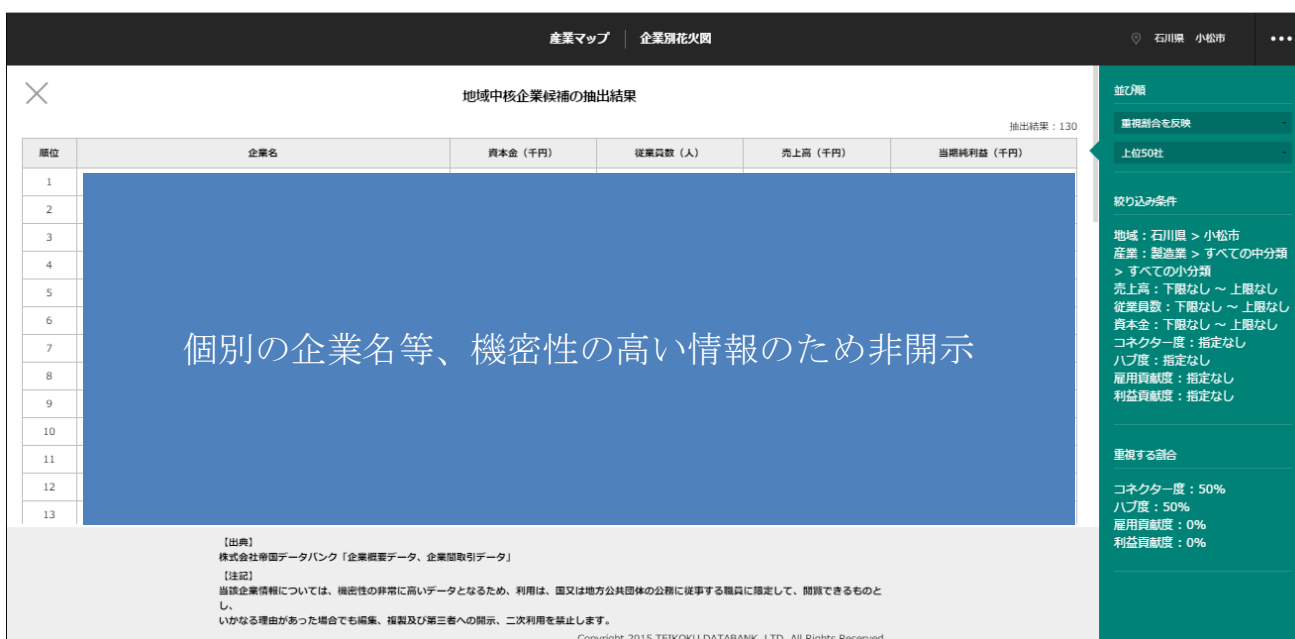 産業マップ 企業別花火図 石川県 小松市 •••
地域中核企業候補の抽出結果
抽出結果：130
順位 企業名 資本金（千円） 従業員数（人） 売上高（千円） 当期純利益（千円）
1
2
3
4
5
6
7
8
9
10
11
12
13
個別の企業名等、機密性の高い情報のため非開示
【出典】
株式会社帝国データバンク「企業概要データ、企業間取引データ」
【注記】
当該企業情報については、機密性の非常に高いデータとなるため、利用は、国又は地方公共団体の公務に従事する職員に限定して、閲覧できるものと
し、
いかなる理由があった場合でも編集、複製及び第三者への開示、二次利用を禁止します。
Copyright 2015 TEIKOKU DATABANK, LTD. All Rights Reserved
並び順
重視割合を反映
上位50社
絞り込み条件
地域：石川県 > 小松市
産業：製造業 > すべての中分類
> すべての小分類
売上高：下限なし ～ 上限なし
従業員数：下限なし ～ 上限なし
資本金：下限なし ～ 上限なし
コネクター度：指定なし
ハブ度：指定なし
雇用貢献度：指定なし
利益貢献度：指定なし
重視する割合
コネクター度：50%
ハブ度：50%
雇用貢献度：0%
利益貢献度：0%